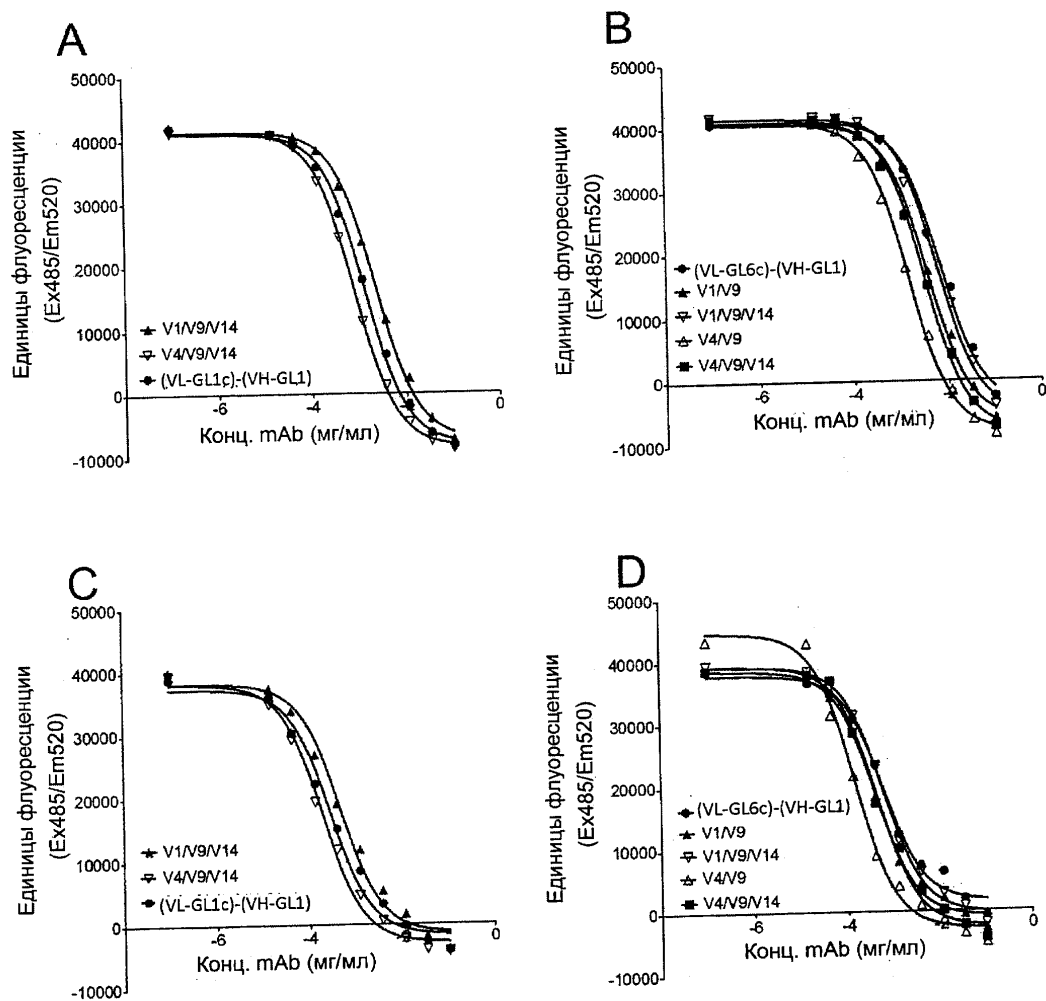 A
50000
40000
30000
20000
10000
0
-10000
Единицы флуоресценции
(Ex485/Em520)
V1/V9/V14
V4/V9/V14
(VL-GL1c)-(VH-GL1)
-6
-4
-2
0
Конц. mAb (мг/мл)
B
50000
40000
30000
20000
10000
0
-10000
Единицы флуоресценции
(Ex485/Em520)
(VL-GL6c)-(VH-GL1)
V1/V9
V1/V9/V14
V4/V9
V4/V9/V14
-6
-4
-2
0
Конц. mAb (мг/мл)
C
50000
40000
30000
20000
10000
0
-10000
Единицы флуоресценции
(Ex485/Em520)
V1/V9/V14
V4/V9/V14
(VL-GL1c)-(VH-GL1)
-6
-4
-2
0
Конц. mAb (мг/мл)
D
50000
40000
30000
20000
10000
0
-10000
Единицы флуоресценции
(Ex485/Em520)
(VL-GL6c)-(VH-GL1)
V1/V9
V1/V9/V14
V4/V9
V4/V9/V14
-6
-4
-2
0
Конц. mAb (мг/мл)